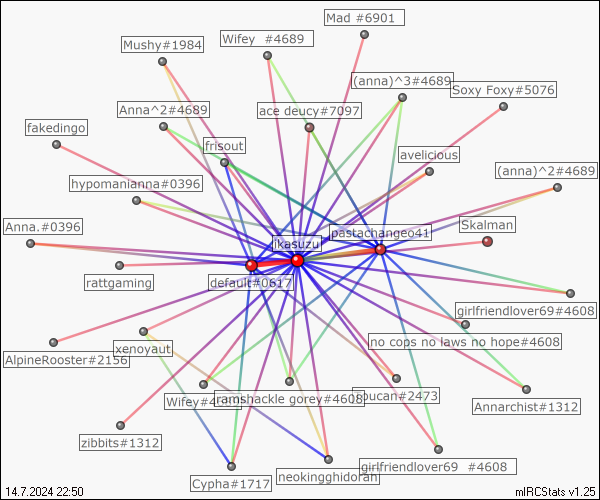 Mad #6901
Mushy#1984
Wifey #4689
(anna)^3#4689
Soxy Foxy#5076
Anna^2#4689
ace deucy#7097
fakedingo
frisout
avelicious
(anna)^2#4689
hypomanianna#0396
Anna.#0396
Skalman
pastachangeo41
ikasuzu
rattgaming
default#0617
girlfriendlover69#4608
no cops no laws no hope#4608
AlpineRooster#2156
xenoyaut
Wifey#4
ramshackle gorey#4608
oucan#2473
Annarchist#1312
zibbits#1312
Cypha#1717
neokingghidorah
girlfriendlover69 #4608
14.7.2024 22:50
mIRCStats v1.25